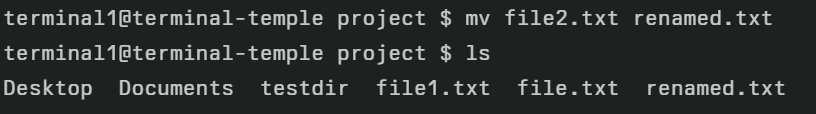 terminal1@terminal-temple project $ mv file2.txt renamed.txt
terminal1@terminal-temple project $ ls
Desktop  Documents  testdir  file1.txt  file.txt  renamed.txt